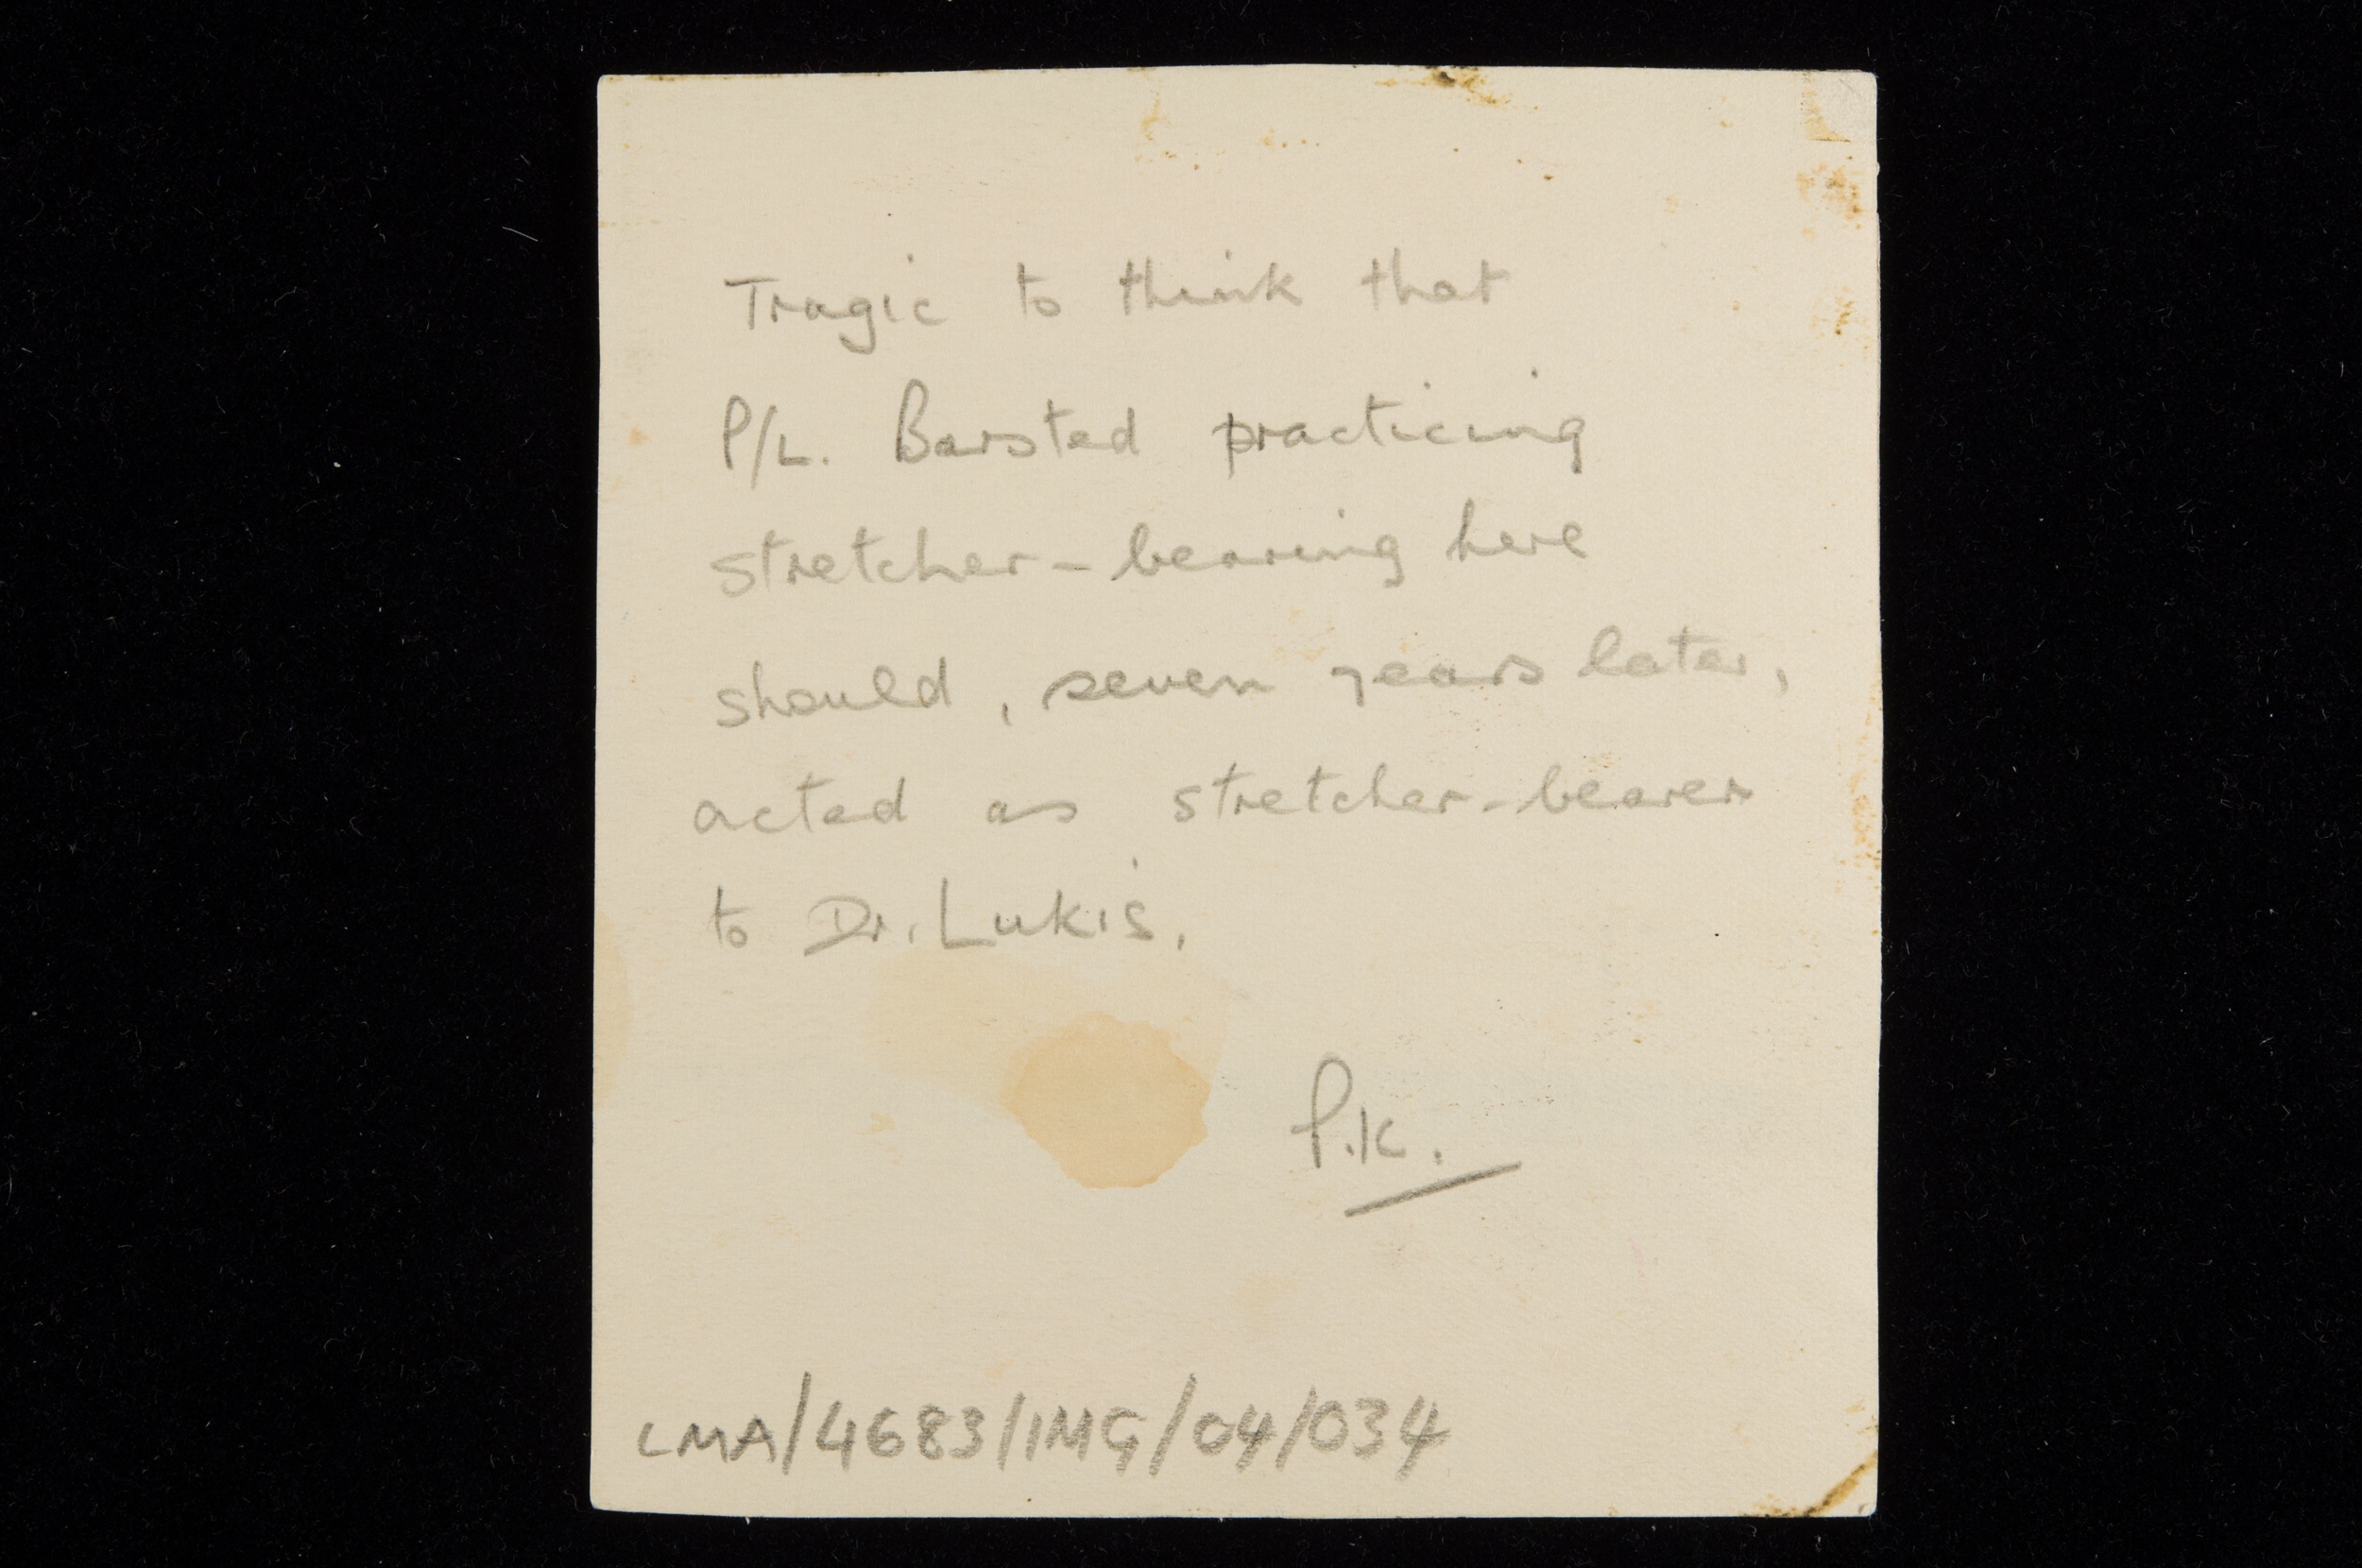 Tragic to think that
P/L. Barsted practicing
stretcher-bearing here
should, seven years later,
acted as stretcher-bearer
to Dr. Lukis.
P.K.
LMA/4683/IMG/04/034